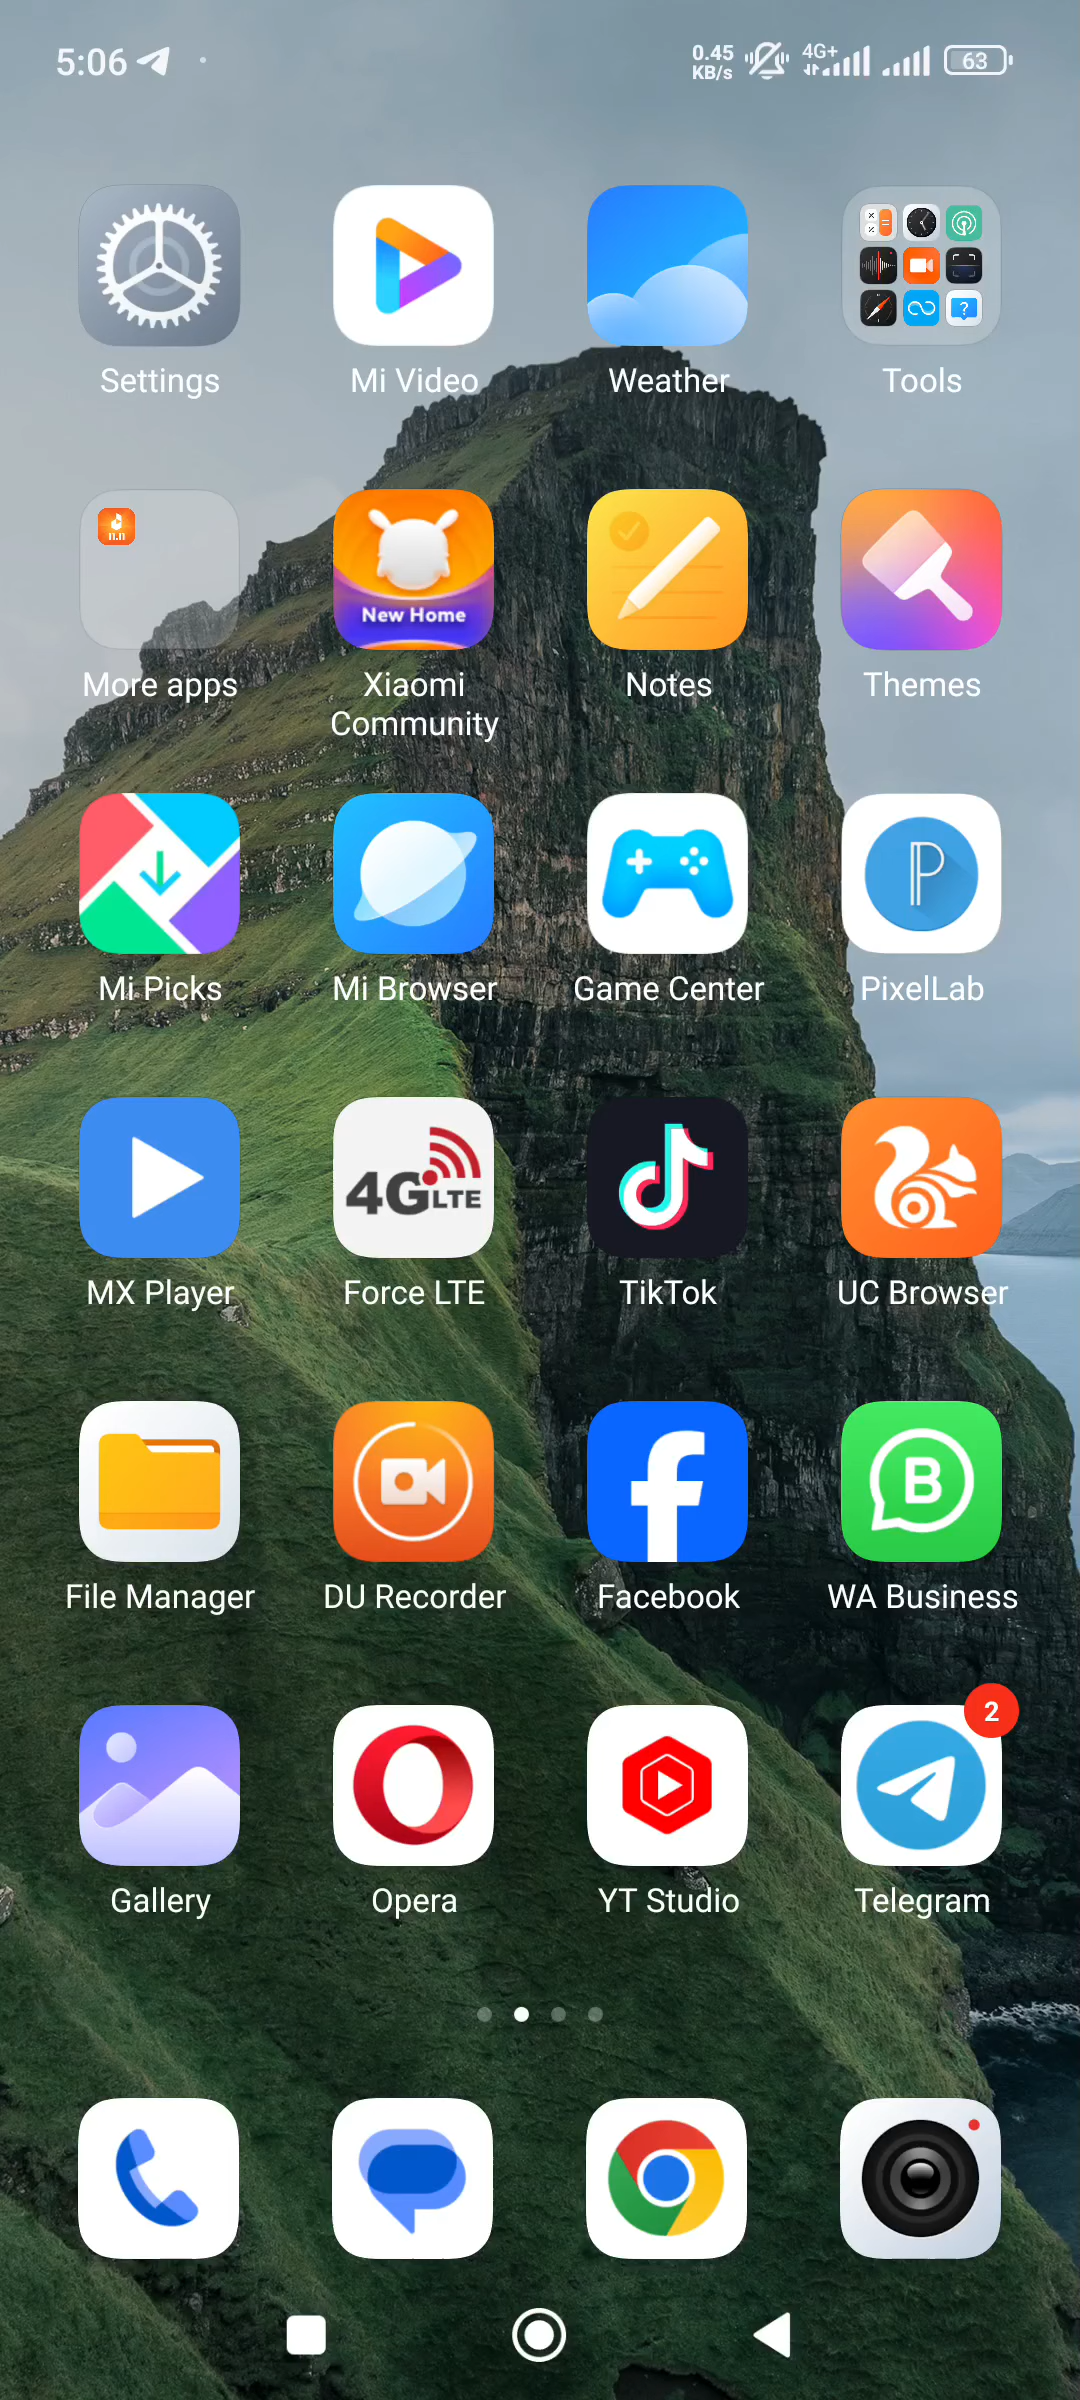 5:06
0.45
KB/s
4G+
63
Settings
Mi Video
Weather
Tools
New Home
More apps
Xiaomi
Community
Notes
Themes
Mi Picks
Mi Browser
Game Center
PixelLab
4G LTE
MX Player
Force LTE
TikTok
UC Browser
B
File Manager
DU Recorder
Facebook
WA Business
2
Gallery
Opera
YT Studio
Telegram